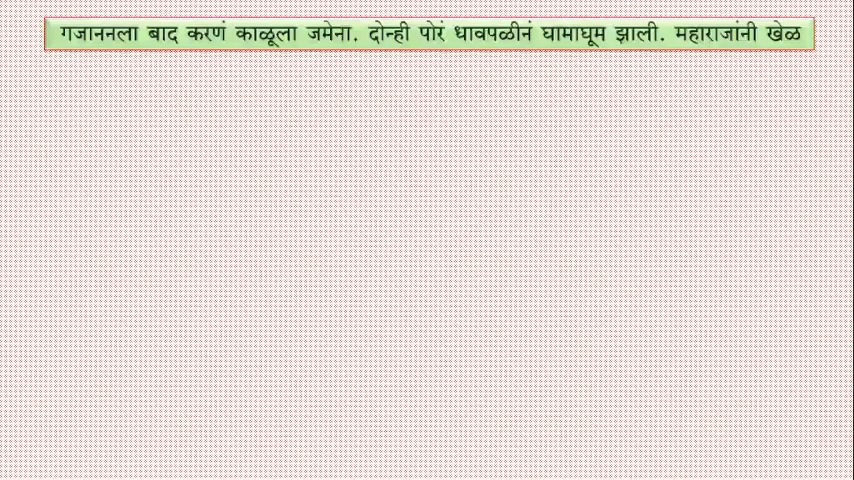 गजाननला बाद करणं काळूला जमेना. दोन्ही पोरं धावपळीनं घामाघूम झाली. महाराजांनी खेळ